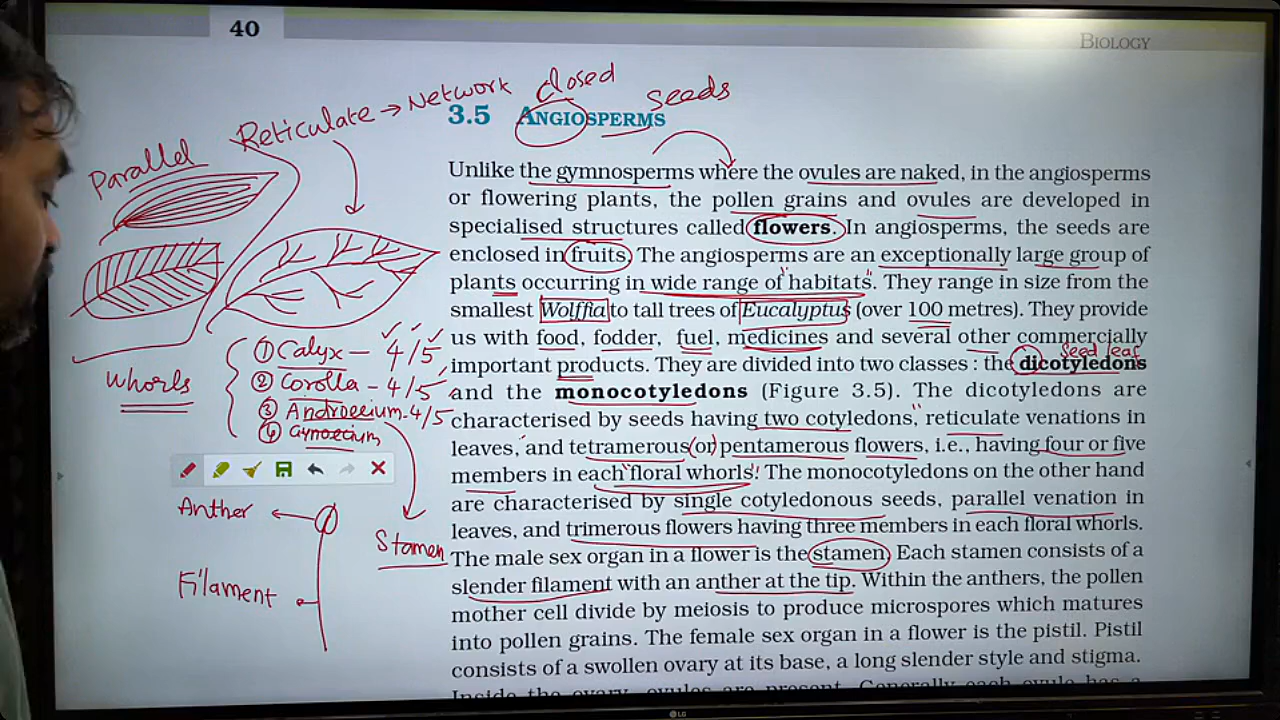 40
BIOLOGY
Reticulate → Network
closed
seeds
Parallel
3.5 ANGIOSPERMS
Unlike the gymnosperms where the ovules are naked, in the angiosperms
or flowering plants, the pollen grains and ovules are developed in
specialised structures called flowers. In angiosperms, the seeds are
enclosed in fruits. The angiosperms are an exceptionally large group of
plants occurring in wide range of "habitats". They range in size from the
smallest Wolffia to tall trees of Eucalyptus (over 100 metres). They provide
us with food, fodder, fuel, medicines and several other commercially
seed leaf
important products. They are divided into two classes : the dicotyledons
and the monocotyledons (Figure 3.5). The dicotyledons are
characterised by seeds having two cotyledons, reticulate venations in
leaves, and tetramerous (or) pentamerous flowers, i.e., having four or five
members in each "floral whorls". The monocotyledons on the other hand
are characterised by single cotyledonous seeds, parallel venation in
leaves, and trimerous flowers having three members in each floral whorls.
The male sex organ in a flower is the stamen. Each stamen consists of a
slender filament with an anther at the tip. Within the anthers, the pollen
mother cell divide by meiosis to produce microspores which matures
into pollen grains. The female sex organ in a flower is the pistil. Pistil
consists of a swollen ovary at its base, a long slender style and stigma.
Inside the ovary, ovules are present. Generally each ovule has a
Whorls
① Calyx – 4/5
② Corolla – 4/5
③ Androecium - 4/5
④ Gynoecium
Anther
Stamen
Filament
LG